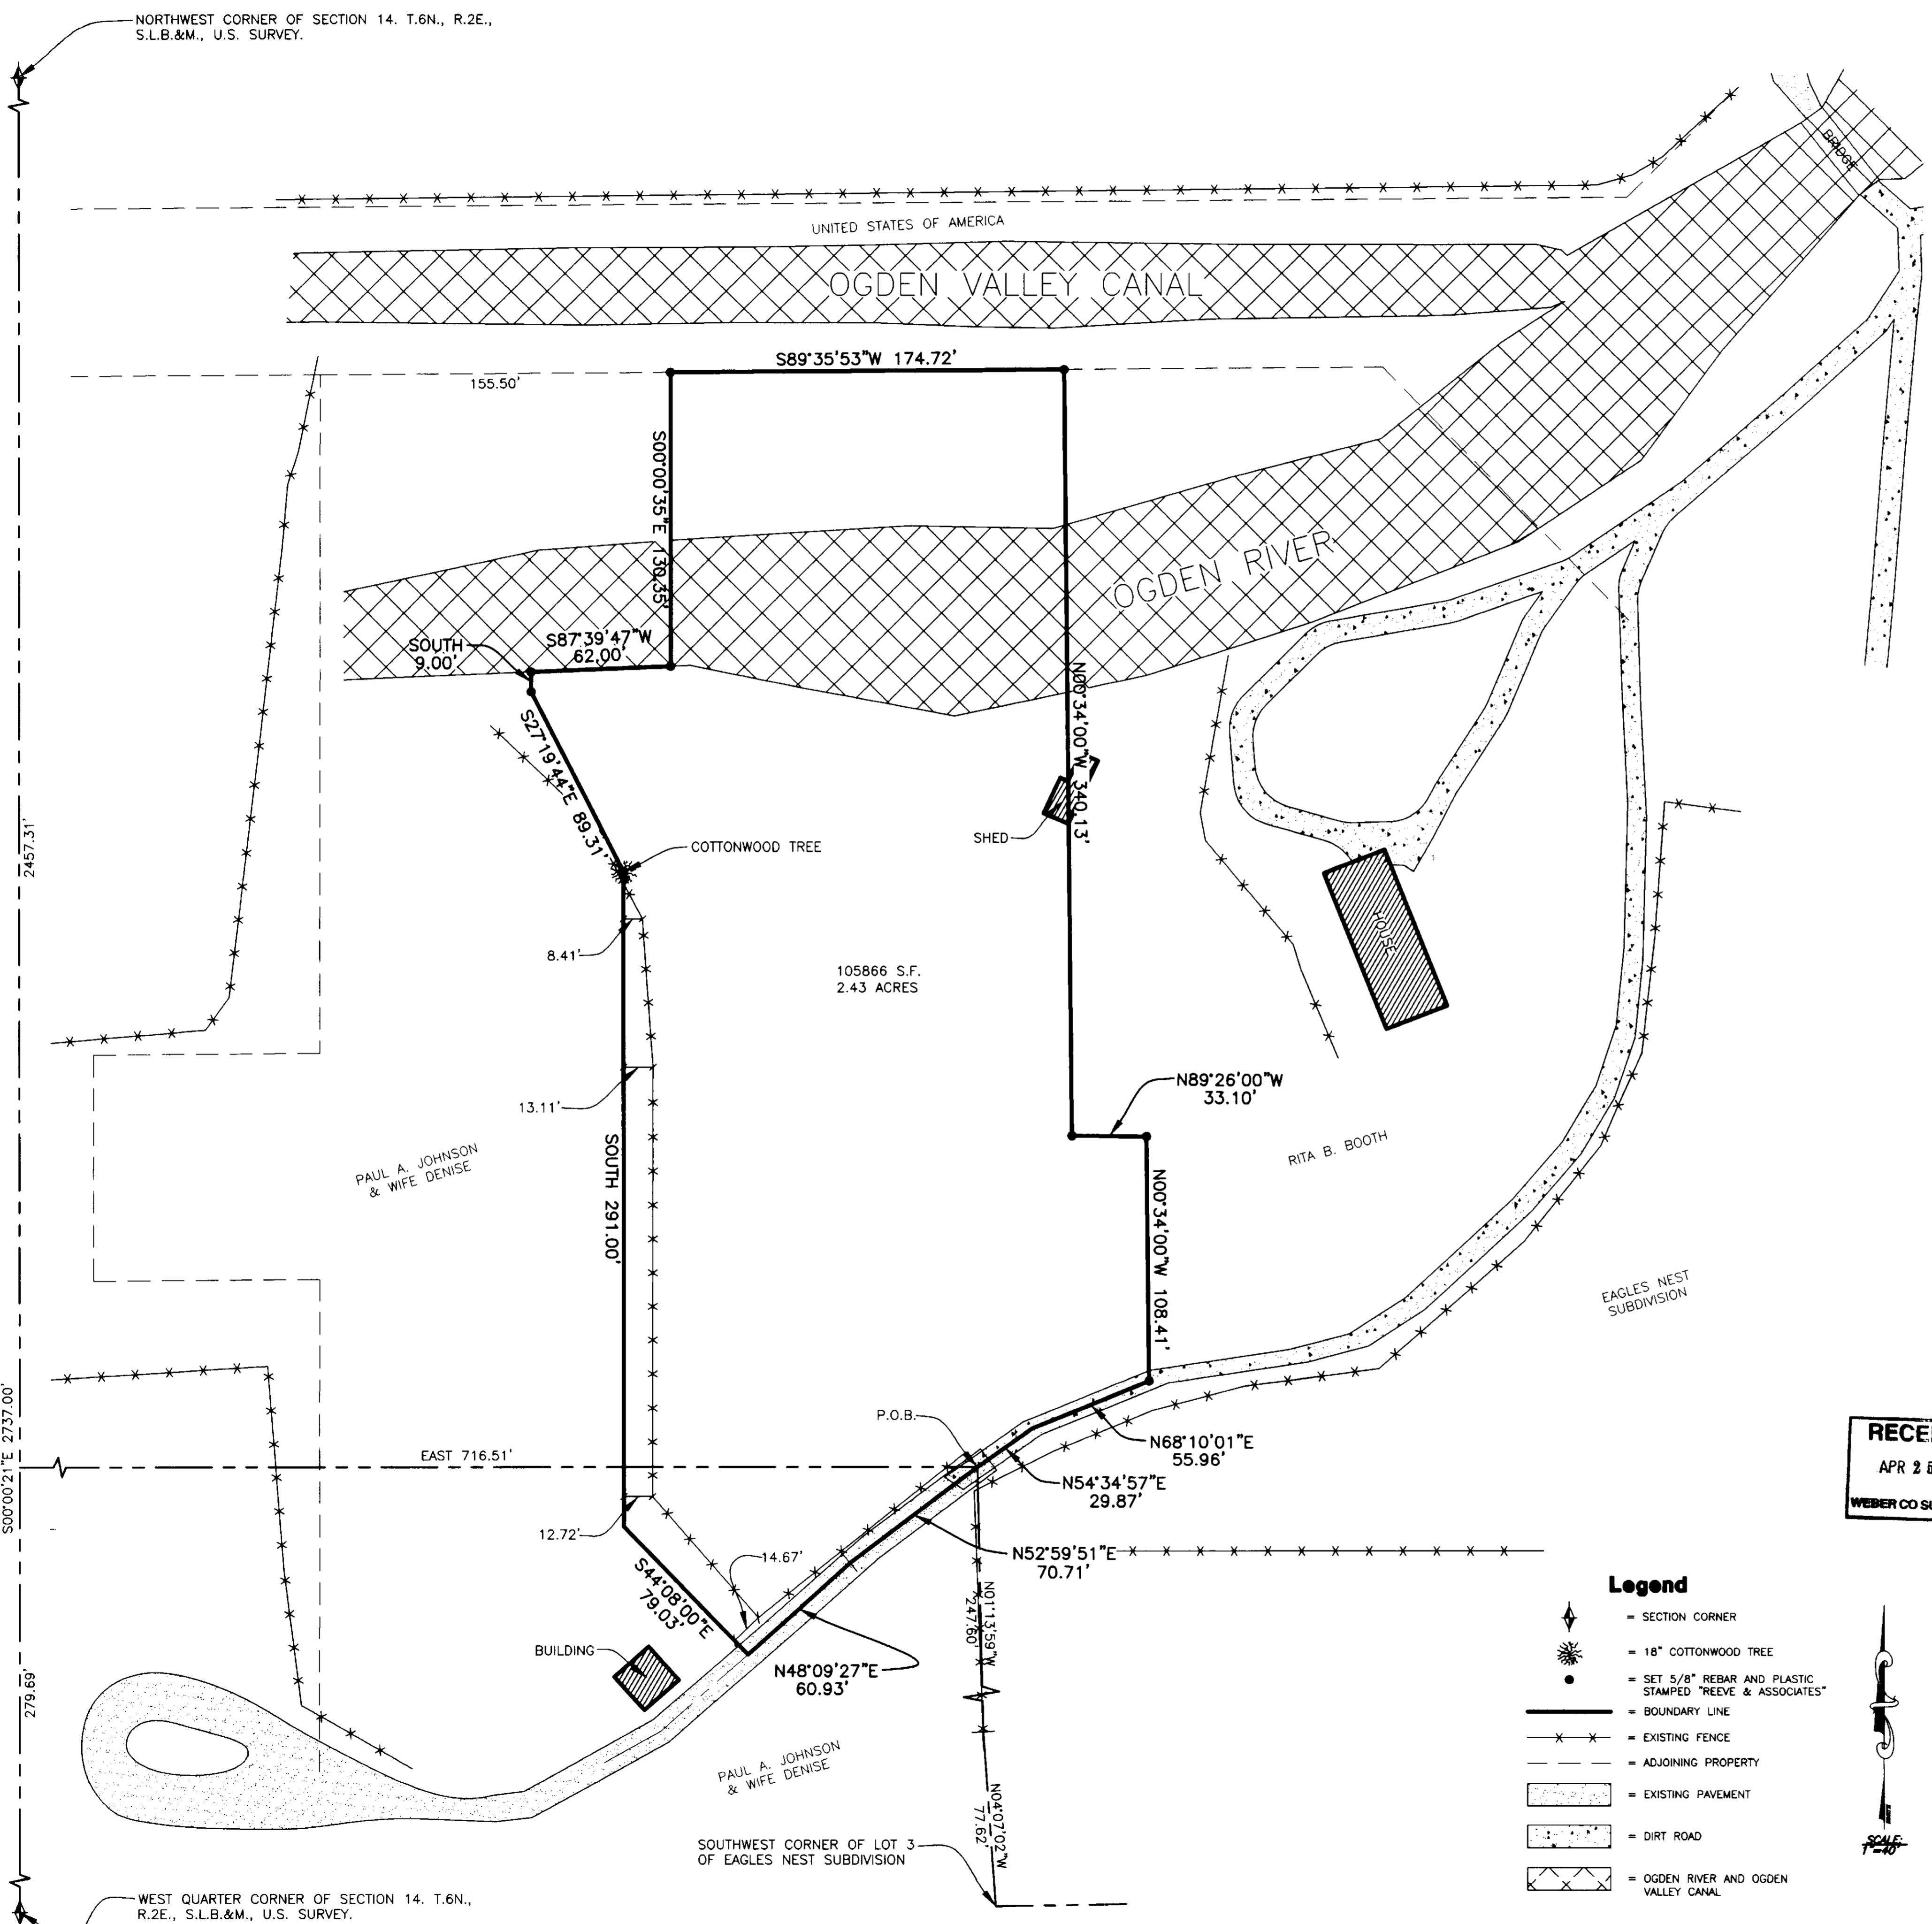 NORTHWEST CORNER OF SECTION 14. T.6N., R.2E.,
S.L.B.&M., U.S. SURVEY.
BRIDGE
UNITED STATES OF AMERICA
OGDEN VALLEY CANAL
S89°35'53"W 174.72'
155.50'
S00°00'35"E 130.35'
OGDEN RIVER
SOUTH
9.00'
S87°39'47"W
62.00'
N00°34'00"W 340.13'
S27°19'44"E 89.31'
SHED
COTTONWOOD TREE
2457.31'
HOUSE
8.41'
105866 S.F.
2.43 ACRES
N89°26'00"W
33.10'
13.11'
SOUTH 291.00'
PAUL A. JOHNSON
& WIFE DENISE
RITA B. BOOTH
N00°34'00"W 108.41'
EAGLES NEST
SUBDIVISION
S00°00'21"E 2737.00'
P.O.B.
EAST 716.51'
N68°10'01"E
55.96'
N54°34'57"E
29.87'
RECE
APR 25
WEBER CO SU
12.72'
14.67'
N52°59'51"E
70.71'
S44°08'00"E
79.03'
N01°13'59"W
247.60'
BUILDING
N48°09'27"E
60.93'
279.69'
PAUL A. JOHNSON
& WIFE DENISE
N04°07'02"W
77.62'
SOUTHWEST CORNER OF LOT 3
OF EAGLES NEST SUBDIVISION
WEST QUARTER CORNER OF SECTION 14. T.6N.,
R.2E., S.L.B.&M., U.S. SURVEY.
Legend
= SECTION CORNER
= 18" COTTONWOOD TREE
= SET 5/8" REBAR AND PLASTIC
STAMPED "REEVE & ASSOCIATES"
= BOUNDARY LINE
= EXISTING FENCE
= ADJOINING PROPERTY
= EXISTING PAVEMENT
= DIRT ROAD
= OGDEN RIVER AND OGDEN
VALLEY CANAL
SCALE:
1"=40'